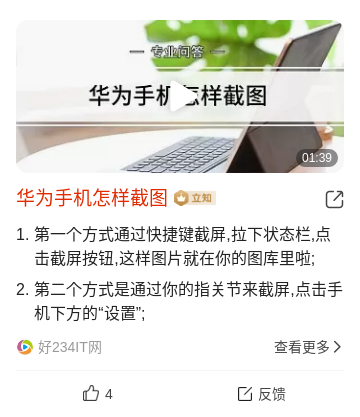 专业问答
华为手机怎样截图
01:39
华为手机怎样截图 立知
1. 第一个方式通过快捷键截屏,拉下状态栏,点
击截屏按钮,这样图片就在你的图库里啦;
2. 第二个方式是通过你的指关节来截屏,点击手
机下方的“设置”;
好234IT网 查看更多
4 反馈